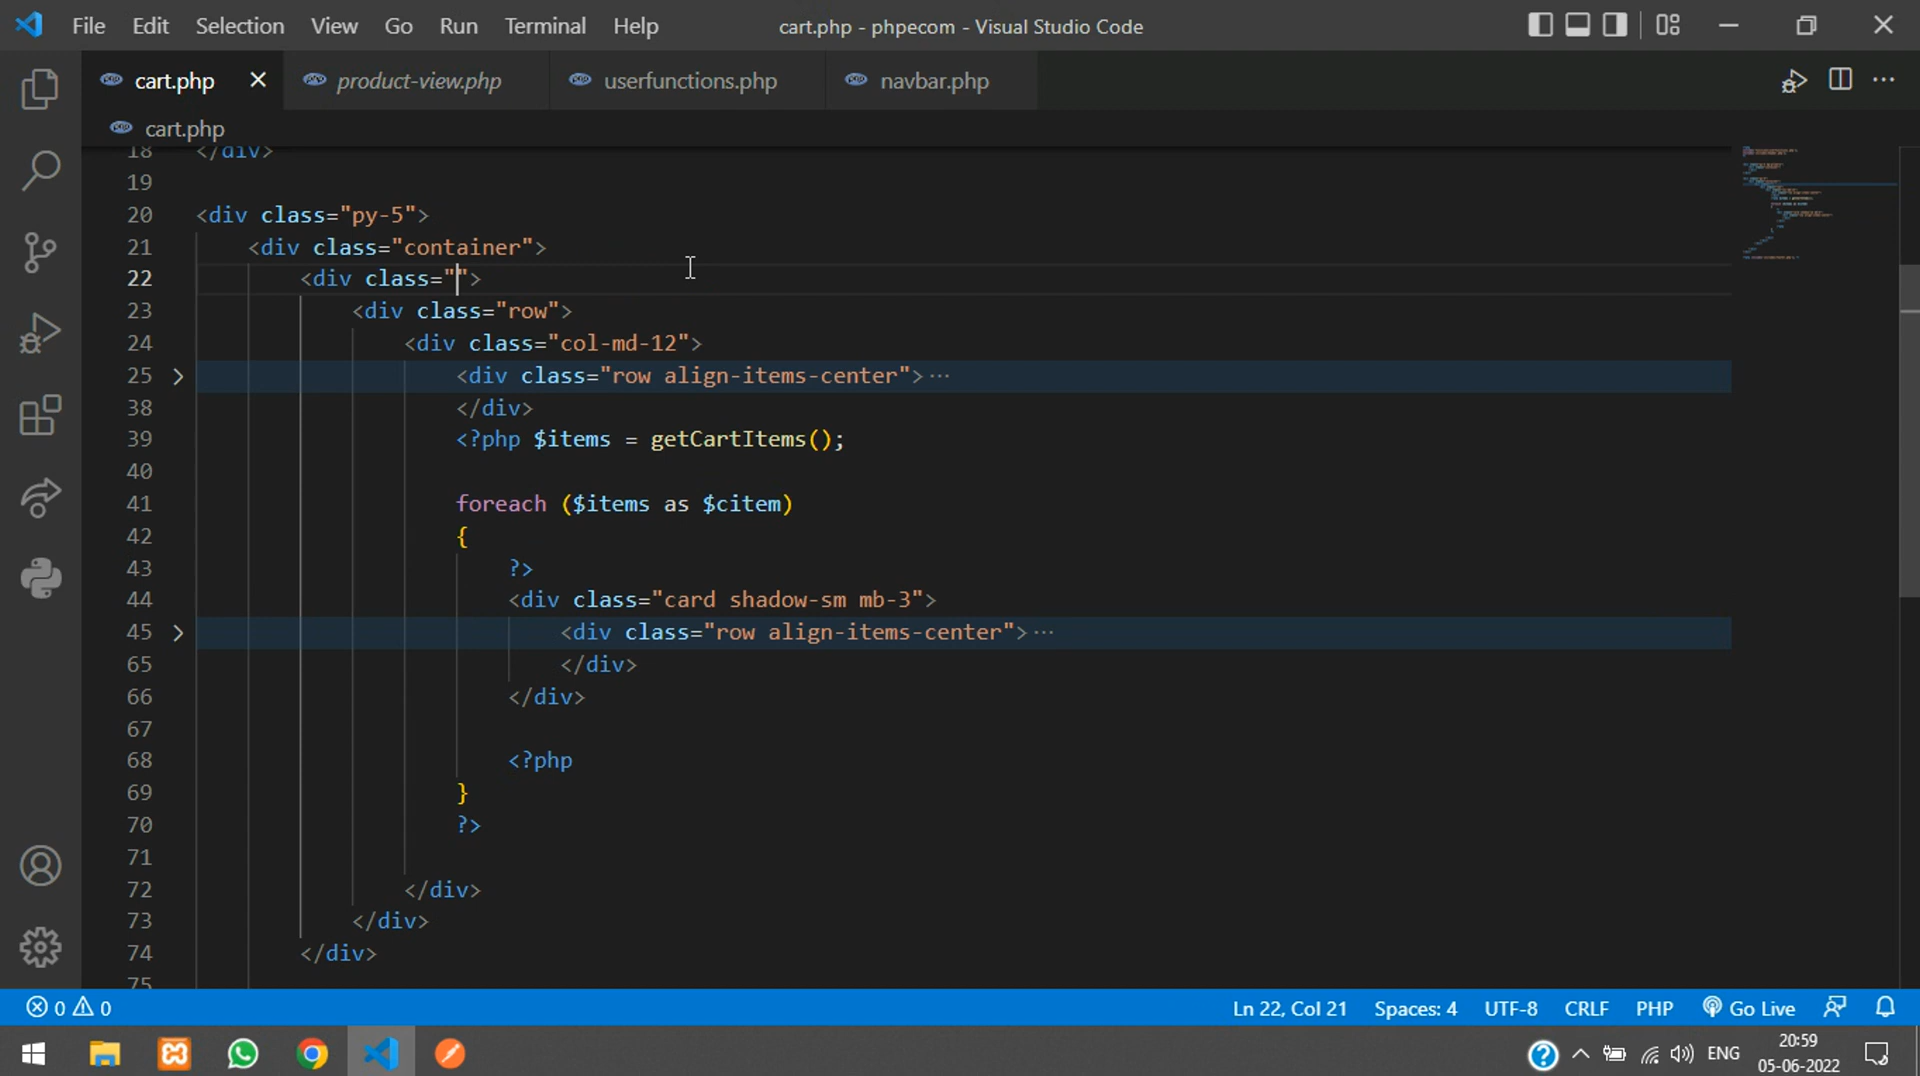 File Edit Selection View Go Run Terminal Help cart.php - phpecom - Visual Studio Code
cart.php product-view.php userfunctions.php navbar.php
cart.php
18 </div>
19
20 <div class="py-5">
21 <div class="container">
22 <div class="">
23 <div class="row">
24 <div class="col-md-12">
25 <div class="row align-items-center">···
38 </div>
39 <?php $items = getCartItems();
40
41 foreach ($items as $citem)
42 {
43 ?>
44 <div class="card shadow-sm mb-3">
45 <div class="row align-items-center">···
65 </div>
66 </div>
67
68 <?php
69 }
70 ?>
71
72 </div>
73 </div>
74 </div>
75
0 0 Ln 22, Col 21 Spaces: 4 UTF-8 CRLF PHP Go Live
ENG 20:59
05-06-2022